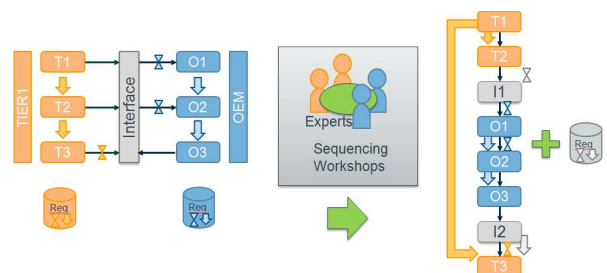 TIER1
T1
T2
T3
Interface
O1
O2
O3
OEM
Req
Req
Experts
Sequencing
Workshops
T1
T2
I1
O1
O2
O3
I2
T3
Req